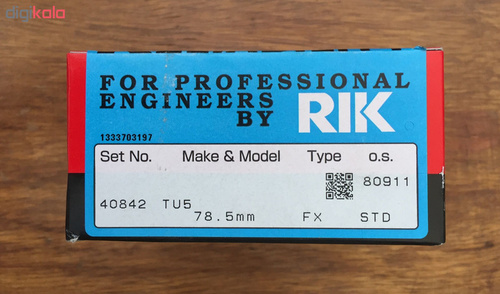 digikala
FOR PROFESSIONAL
ENGINEERS
BY RIK
1333703197
Set No. Make & Model Type o.s.
80911
40842 TU5
78.5mm FX STD